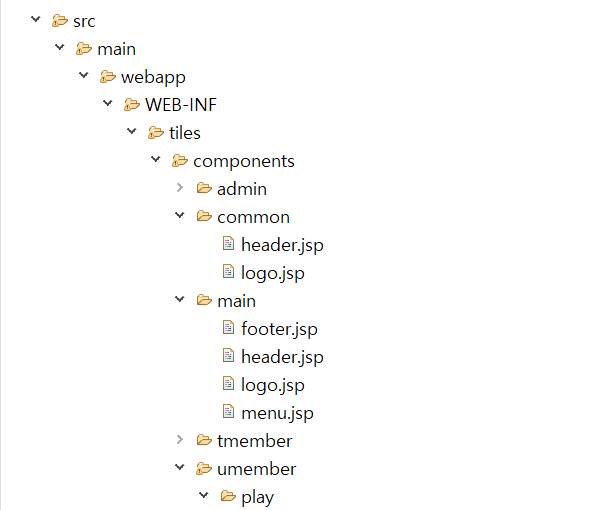 src
main
webapp
WEB-INF
tiles
components
admin
common
header.jsp
logo.jsp
main
footer.jsp
header.jsp
logo.jsp
menu.jsp
tmember
umember
play